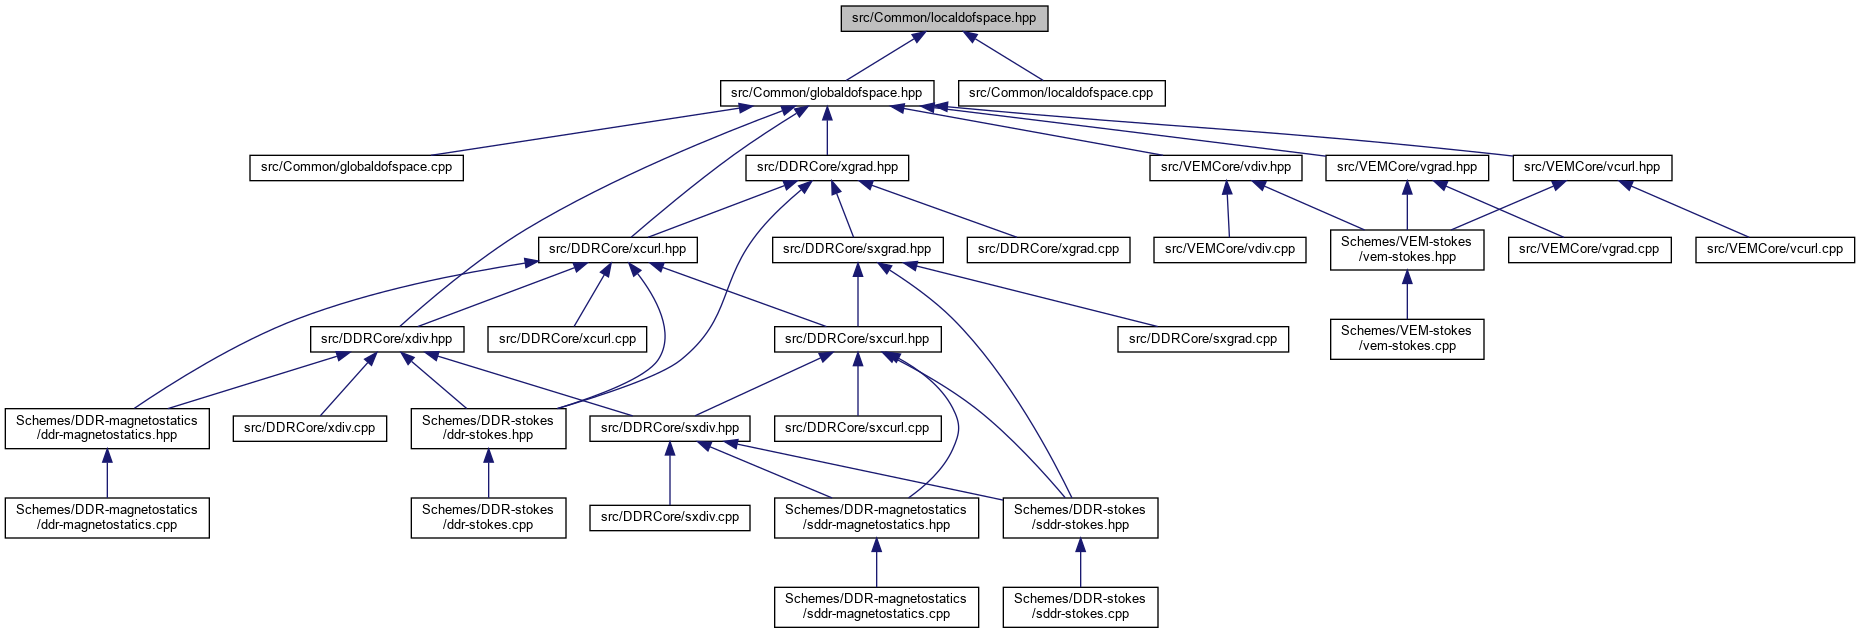 src/Common/localdofspace.hpp
src/Common/globaldofspace.hpp
src/Common/localdofspace.cpp
src/Common/globaldofspace.cpp
src/DDRCore/xgrad.hpp
src/VEMCore/vdiv.hpp
src/VEMCore/vgrad.hpp
src/VEMCore/vcurl.hpp
src/DDRCore/xcurl.hpp
src/DDRCore/sxgrad.hpp
src/DDRCore/xgrad.cpp
src/VEMCore/vdiv.cpp
Schemes/VEM-stokes
/vem-stokes.hpp
src/VEMCore/vgrad.cpp
src/VEMCore/vcurl.cpp
src/DDRCore/xdiv.hpp
src/DDRCore/xcurl.cpp
src/DDRCore/sxcurl.hpp
src/DDRCore/sxgrad.cpp
Schemes/VEM-stokes
/vem-stokes.cpp
Schemes/DDR-magnetostatics
/ddr-magnetostatics.hpp
src/DDRCore/xdiv.cpp
Schemes/DDR-stokes
/ddr-stokes.hpp
src/DDRCore/sxdiv.hpp
src/DDRCore/sxcurl.cpp
Schemes/DDR-magnetostatics
/ddr-magnetostatics.cpp
Schemes/DDR-stokes
/ddr-stokes.cpp
src/DDRCore/sxdiv.cpp
Schemes/DDR-magnetostatics
/sddr-magnetostatics.hpp
Schemes/DDR-stokes
/sddr-stokes.hpp
Schemes/DDR-magnetostatics
/sddr-magnetostatics.cpp
Schemes/DDR-stokes
/sddr-stokes.cpp